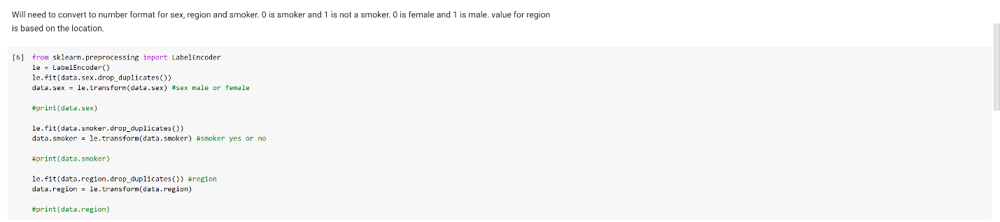 Will need to convert to number format for sex, region and smoker. 0 is smoker and 1 is not a smoker. 0 is female and 1 is male. value for region
is based on the location.
[6] from sklearn.preprocessing import LabelEncoder
le = LabelEncoder()
le.fit(data.sex.drop_duplicates())
data.sex = le.transform(data.sex) #sex male or female
#print(data.sex)
le.fit(data.smoker.drop_duplicates())
data.smoker = le.transform(data.smoker) #smoker yes or no
#print(data.smoker)
le.fit(data.region.drop_duplicates()) #region
data.region = le.transform(data.region)
#print(data.region)